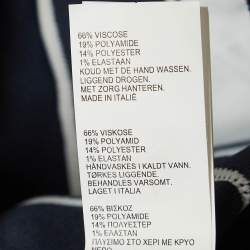 66% VISCOSE
19% POLYAMIDE
14% POLYESTER
1% ELASTAAN
KOUD MET DE HAND WASSEN.
LIGGEND DROGEN.
MET ZORG HANTEREN.
MADE IN ITALIË
66% VISKOSE
19% POLYAMID
14% POLYESTER
1% ELASTAN
HÅNDVASKES I KALDT VANN.
TØRKES LIGGENDE.
BEHANDLES VARSOMT.
LAGET I ITALIA
66% ΒΙΣΚΟΖ
19% POLYAMIDE
14% ΠΟΛΥΕΣΤΕΡ
1% ΕΛΑΣΤΑΝ
ΠΛΥΣΙΜΟ ΣΤΟ ΧΕΡΙ ΜΕ ΚΡΥΟ